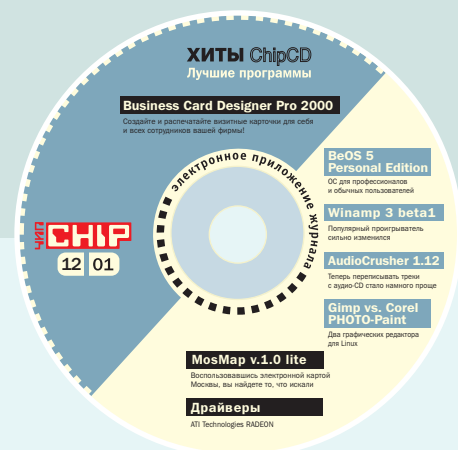 ХИТЫ ChipCD
Лучшие программы
Business Card Designer Pro 2000
Создайте и распечатайте визитные карточки для себя
и всех сотрудников вашей фирмы!
электронное приложение журнала
ЧИП CHIP
12 01
BeOS 5
Personal Edition
ОС для профессионалов
и обычных пользователей
Winamp 3 beta1
Популярный проигрыватель
сильно изменился
AudioCrusher 1.12
Теперь переписывать треки
с аудио-CD стало намного проще
Gimp vs. Corel
PHOTO-Paint
Два графических редактора
для Linux
MosMap v.1.0 lite
Воспользовавшись электронной картой
Москвы, вы найдете то, что искали
Драйверы
ATI Technologies RADEON